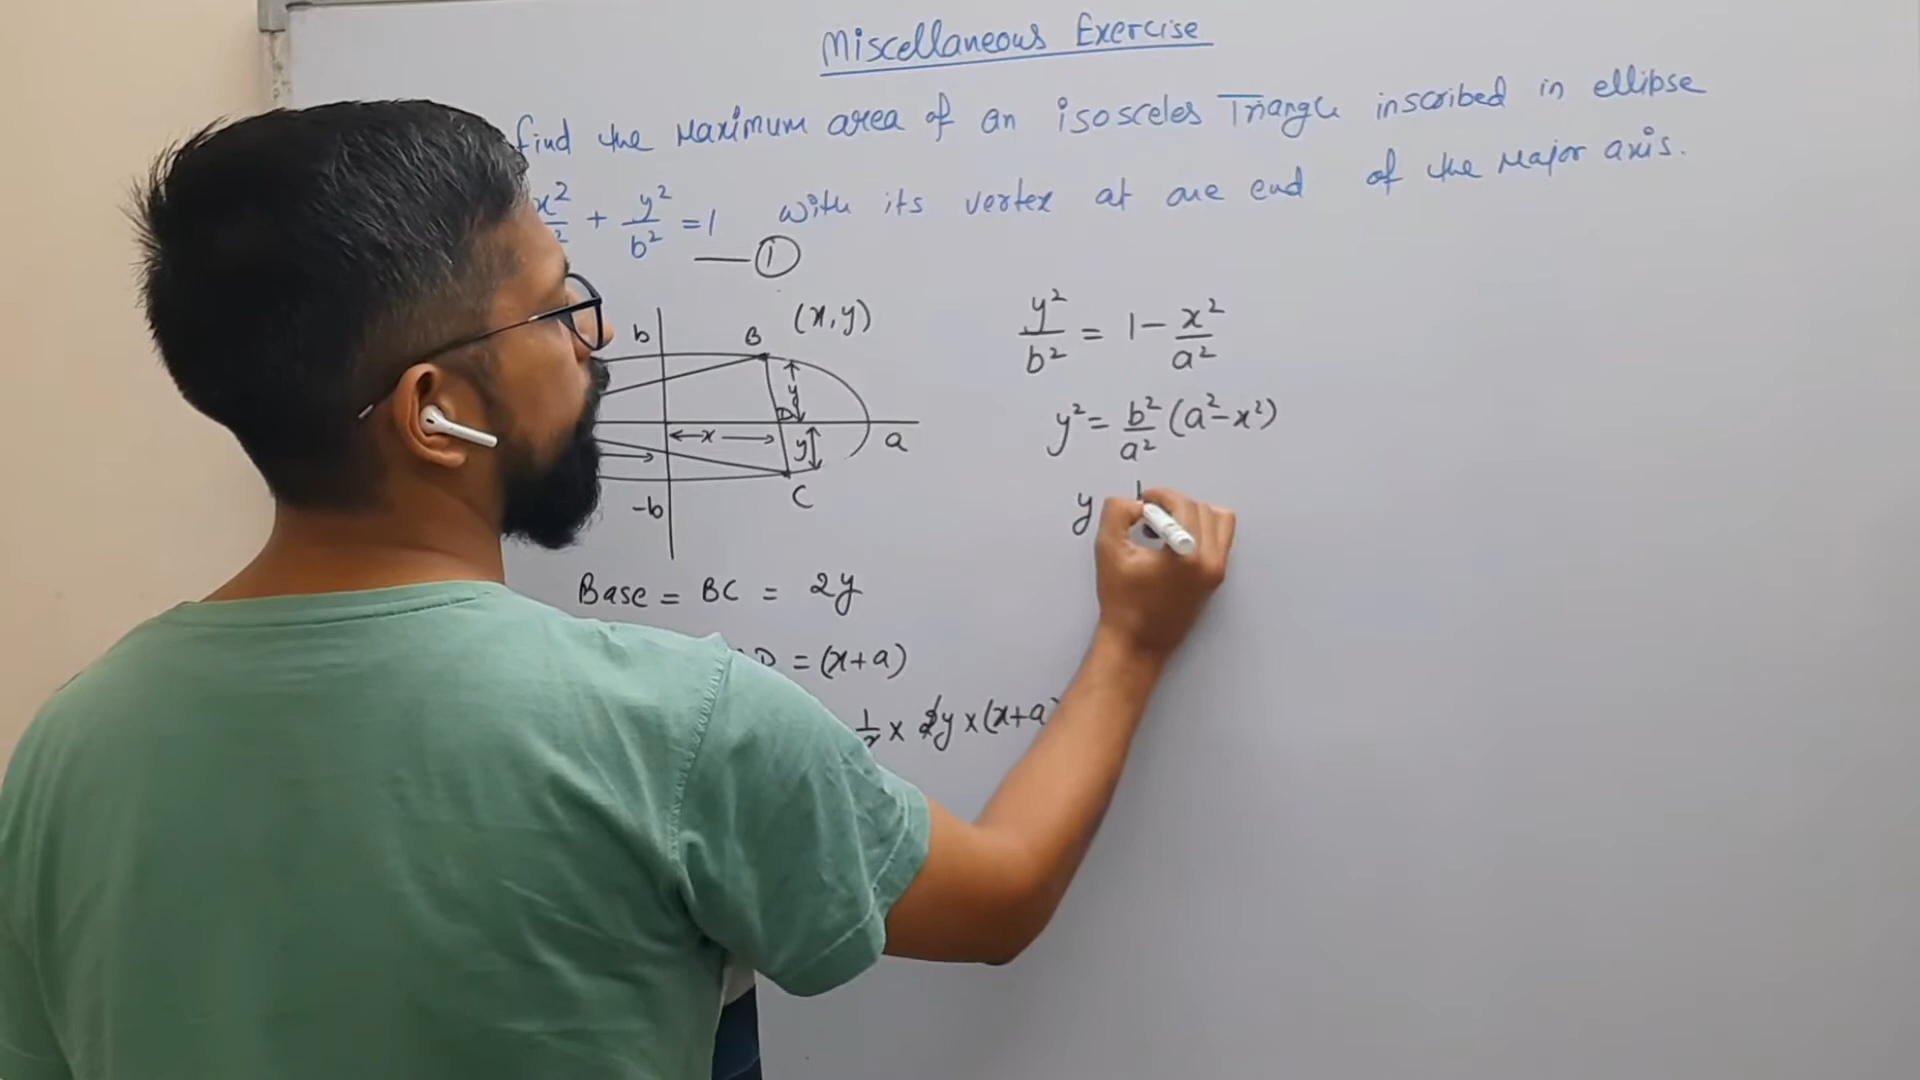 Miscellaneous Exercise
find the Maximum area of an isosceles Triangle inscribed in ellipse
x²/ ² + y²/b² = 1 with its vertex at one end of the Major axis.
①
b
B
(x,y)
y
D
x
y
a
-b
C
Base = BC = 2y
D = (x+a)
1/2 × 2y × (x+a)
y²/b² = 1 - x²/a²
y² = b²/a² (a²-x²)
y